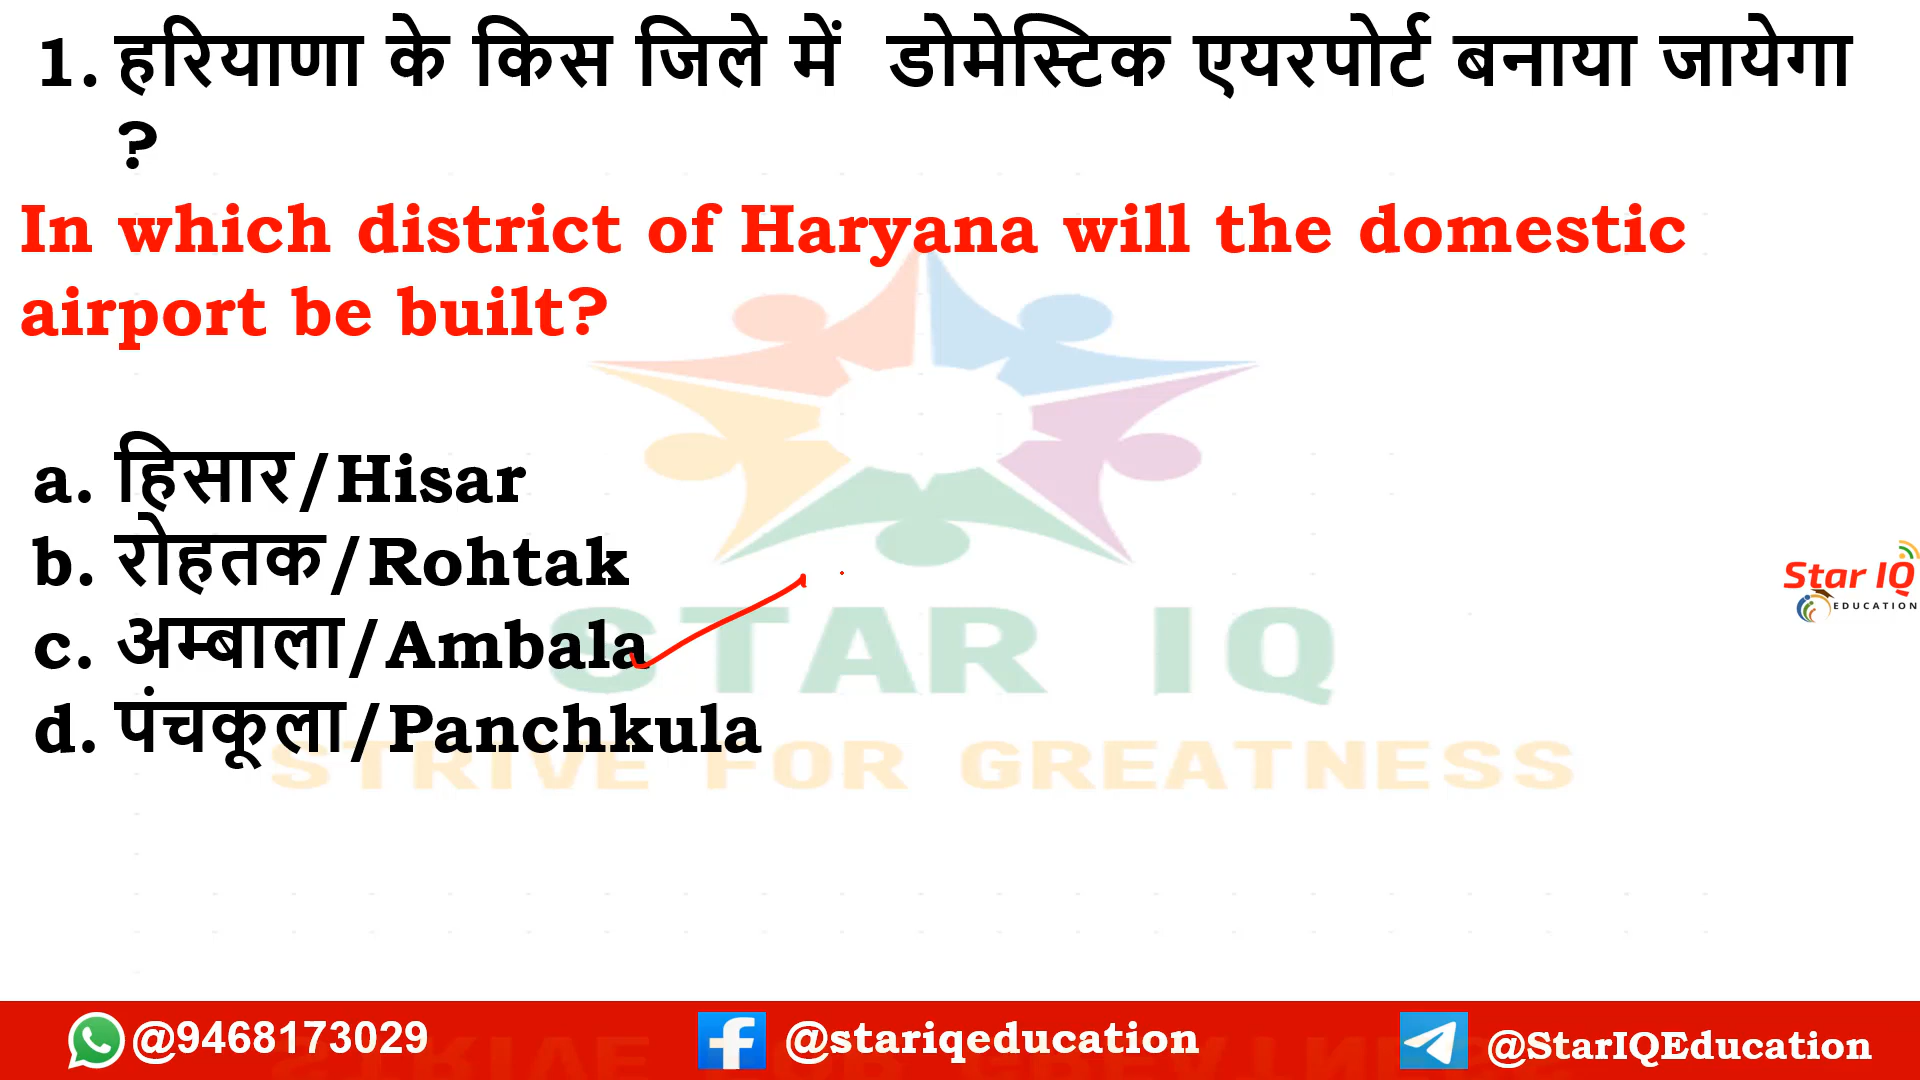 1. हरियाणा के किस जिले में डोमेस्टिक एयरपोर्ट बनाया जायेगा
?
In which district of Haryana will the domestic
airport be built?
a. हिसार/Hisar
b. रोहतक/Rohtak
c. अम्बाला/Ambala
d. पंचकूला/Panchkula
STAR IQ
STRIVE FOR GREATNESS
Star IQ
EDUCATION
@9468173029
@stariqeducation
@StarIQEducation